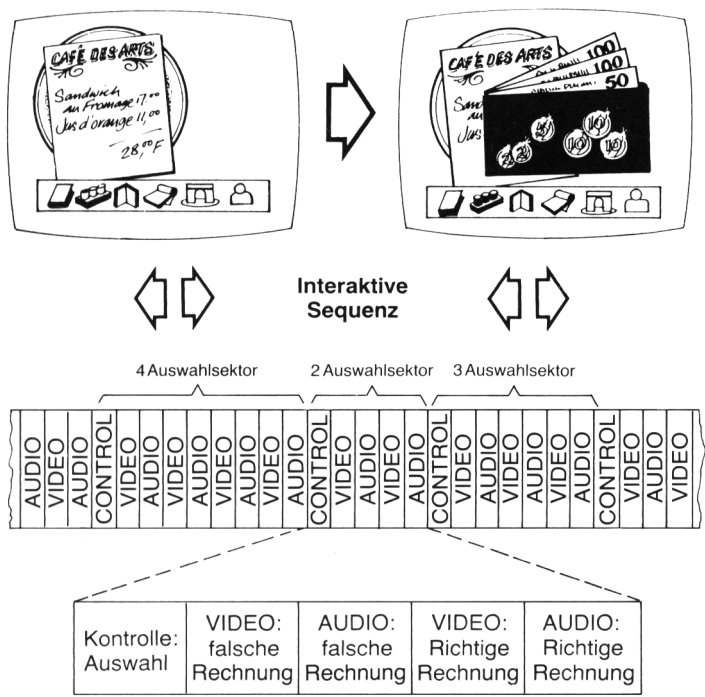 CAFÉ DES ARTS
Sandwich
au Fromage 17.00
Jus d'orange 11,00
28,00 F
CAFÉ DES ARTS
100
100
50
Interaktive
Sequenz
4 Auswahlsektor
2 Auswahlsektor
3 Auswahlsektor
AUDIO
VIDEO
AUDIO
CONTROL
VIDEO
AUDIO
VIDEO
AUDIO
VIDEO
AUDIO
VIDEO
AUDIO
CONTROL
VIDEO
AUDIO
VIDEO
AUDIO
CONTROL
VIDEO
AUDIO
VIDEO
AUDIO
VIDEO
AUDIO
CONTROL
VIDEO
AUDIO
VIDEO
Kontrolle:
Auswahl
VIDEO:
falsche
Rechnung
AUDIO:
falsche
Rechnung
VIDEO:
Richtige
Rechnung
AUDIO:
Richtige
Rechnung